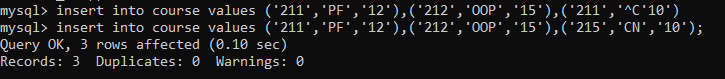 mysql> insert into course values ('211','PF','12'),('212','OOP','15'),('211','^C'10')
mysql> insert into course values ('211','PF','12'),('212','OOP','15'),('215','CN','10');
Query OK, 3 rows affected (0.10 sec)
Records: 3  Duplicates: 0  Warnings: 0